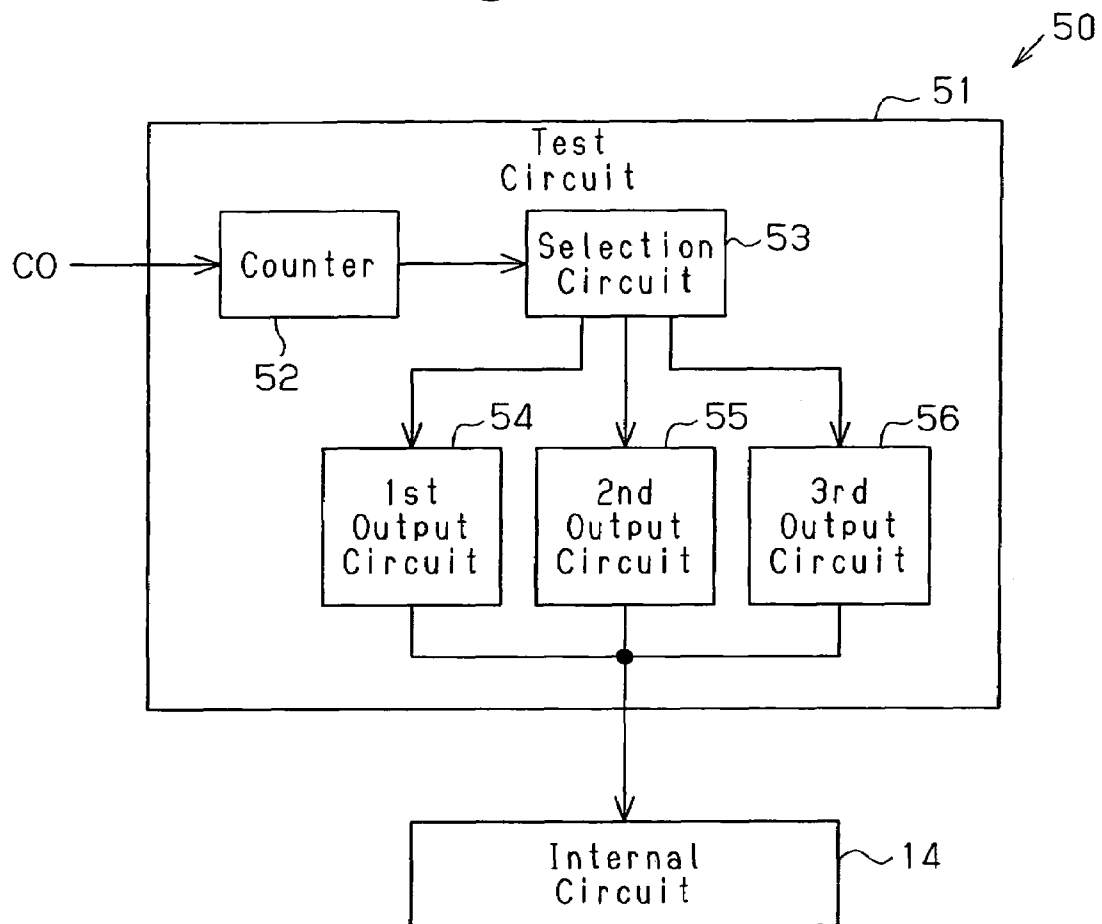 50
51
Test
Circuit
CO
Counter
Selection
Circuit
53
52
54
55
56
1st
Output
Circuit
2nd
Output
Circuit
3rd
Output
Circuit
Internal
Circuit
14